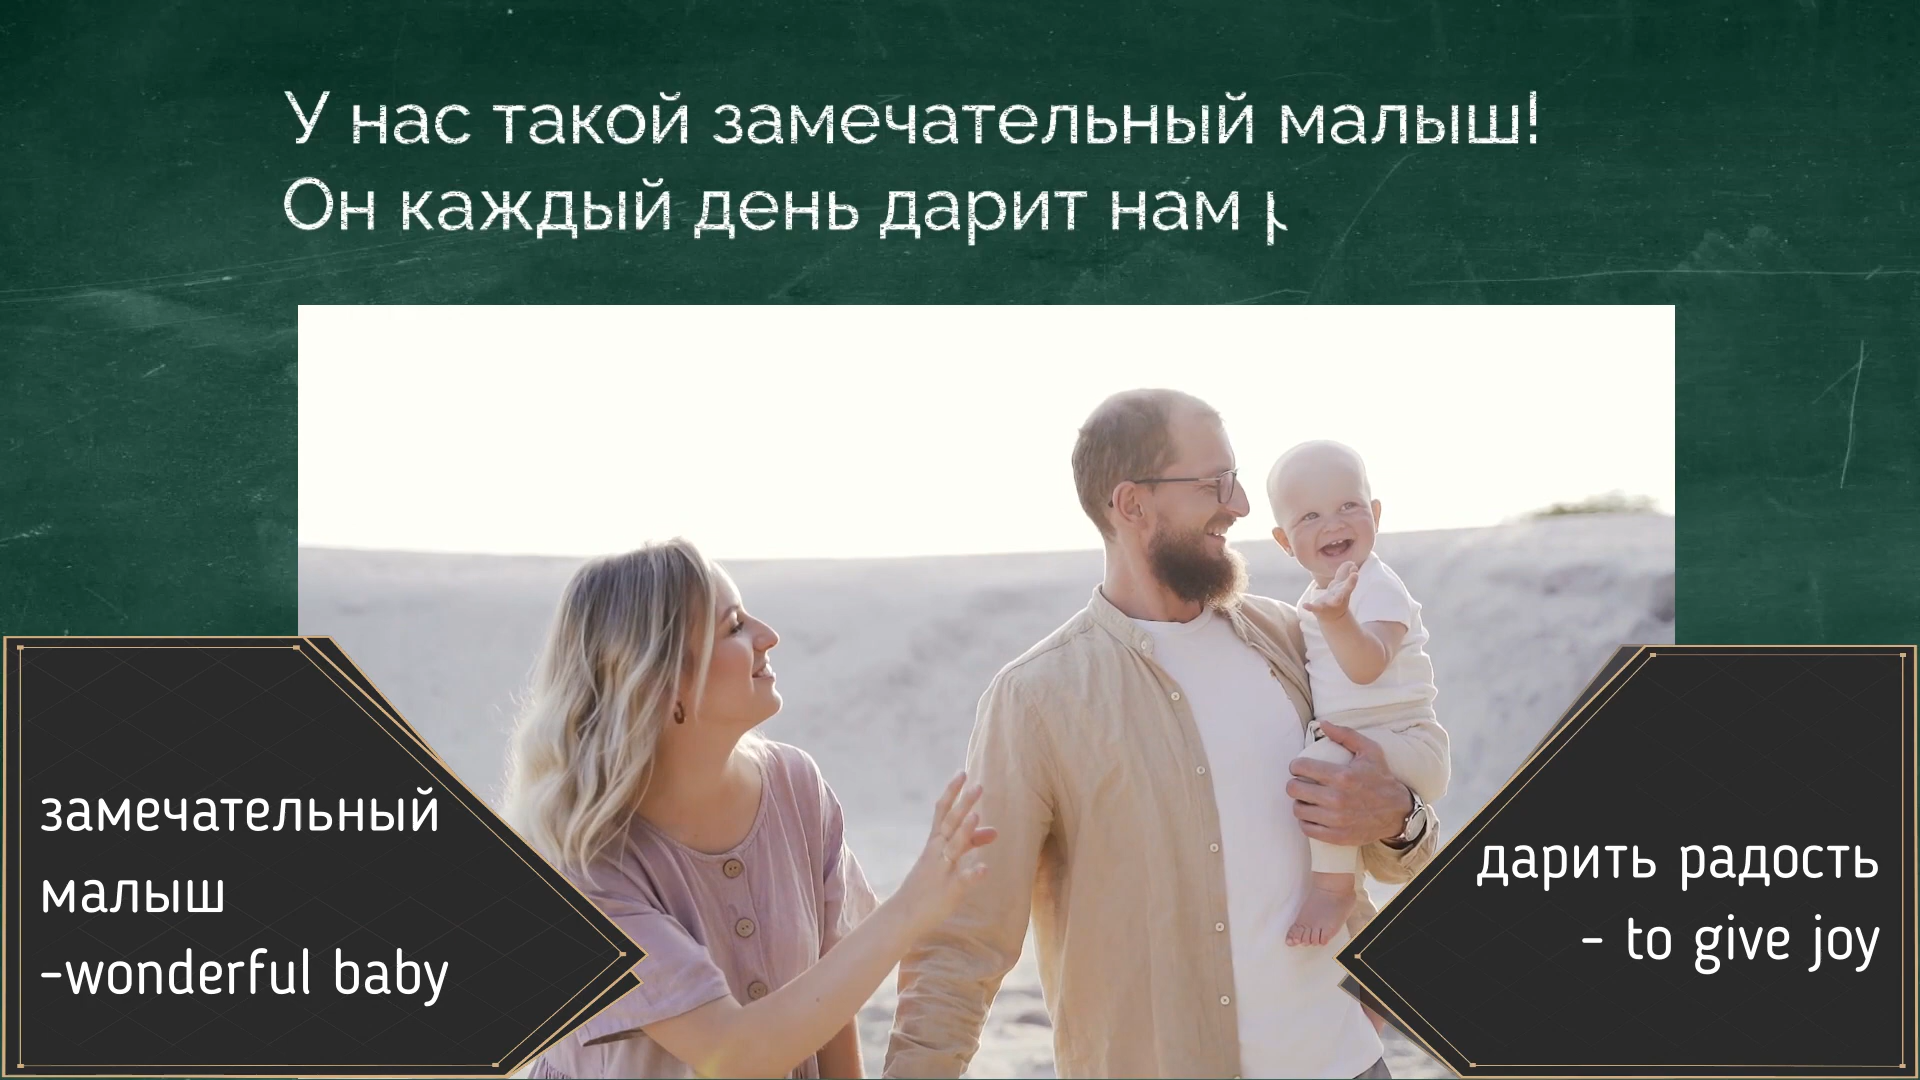 У нас такой замечательный малыш!
Он каждый день дарит нам
замечательный
малыш
-wonderful baby
дарить радость
- to give joy